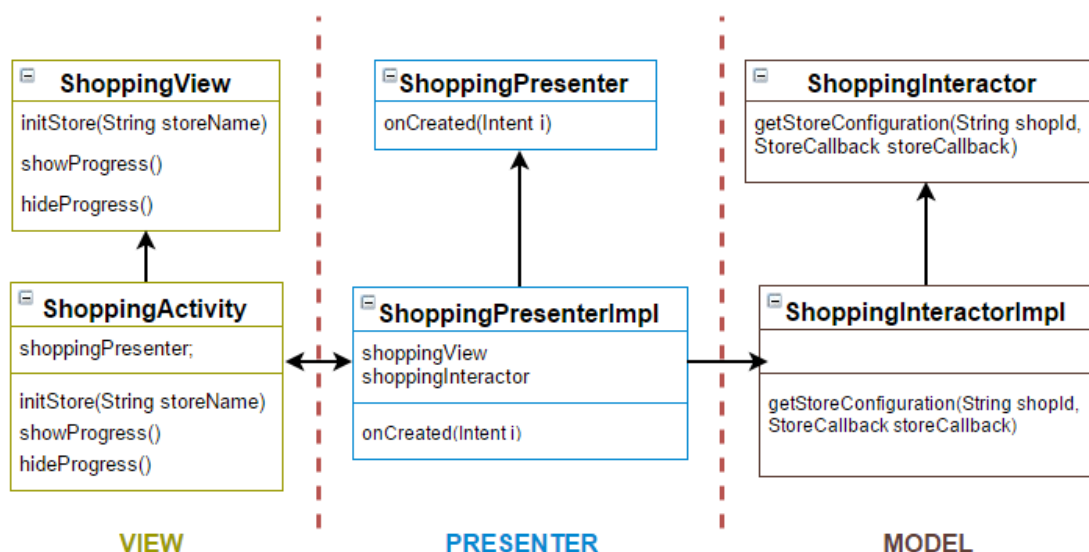 ShoppingView
initStore(String storeName)
showProgress()
hideProgress()
ShoppingActivity
shoppingPresenter;
initStore(String storeName)
showProgress()
hideProgress()
VIEW
ShoppingPresenter
onCreated(Intent i)
ShoppingPresenterImpl
shoppingView
shoppingInteractor
onCreated(Intent i)
PRESENTER
ShoppingInteractor
getStoreConfiguration(String shopId,
StoreCallback storeCallback)
ShoppingInteractorImpl
getStoreConfiguration(String shopId,
StoreCallback storeCallback)
MODEL